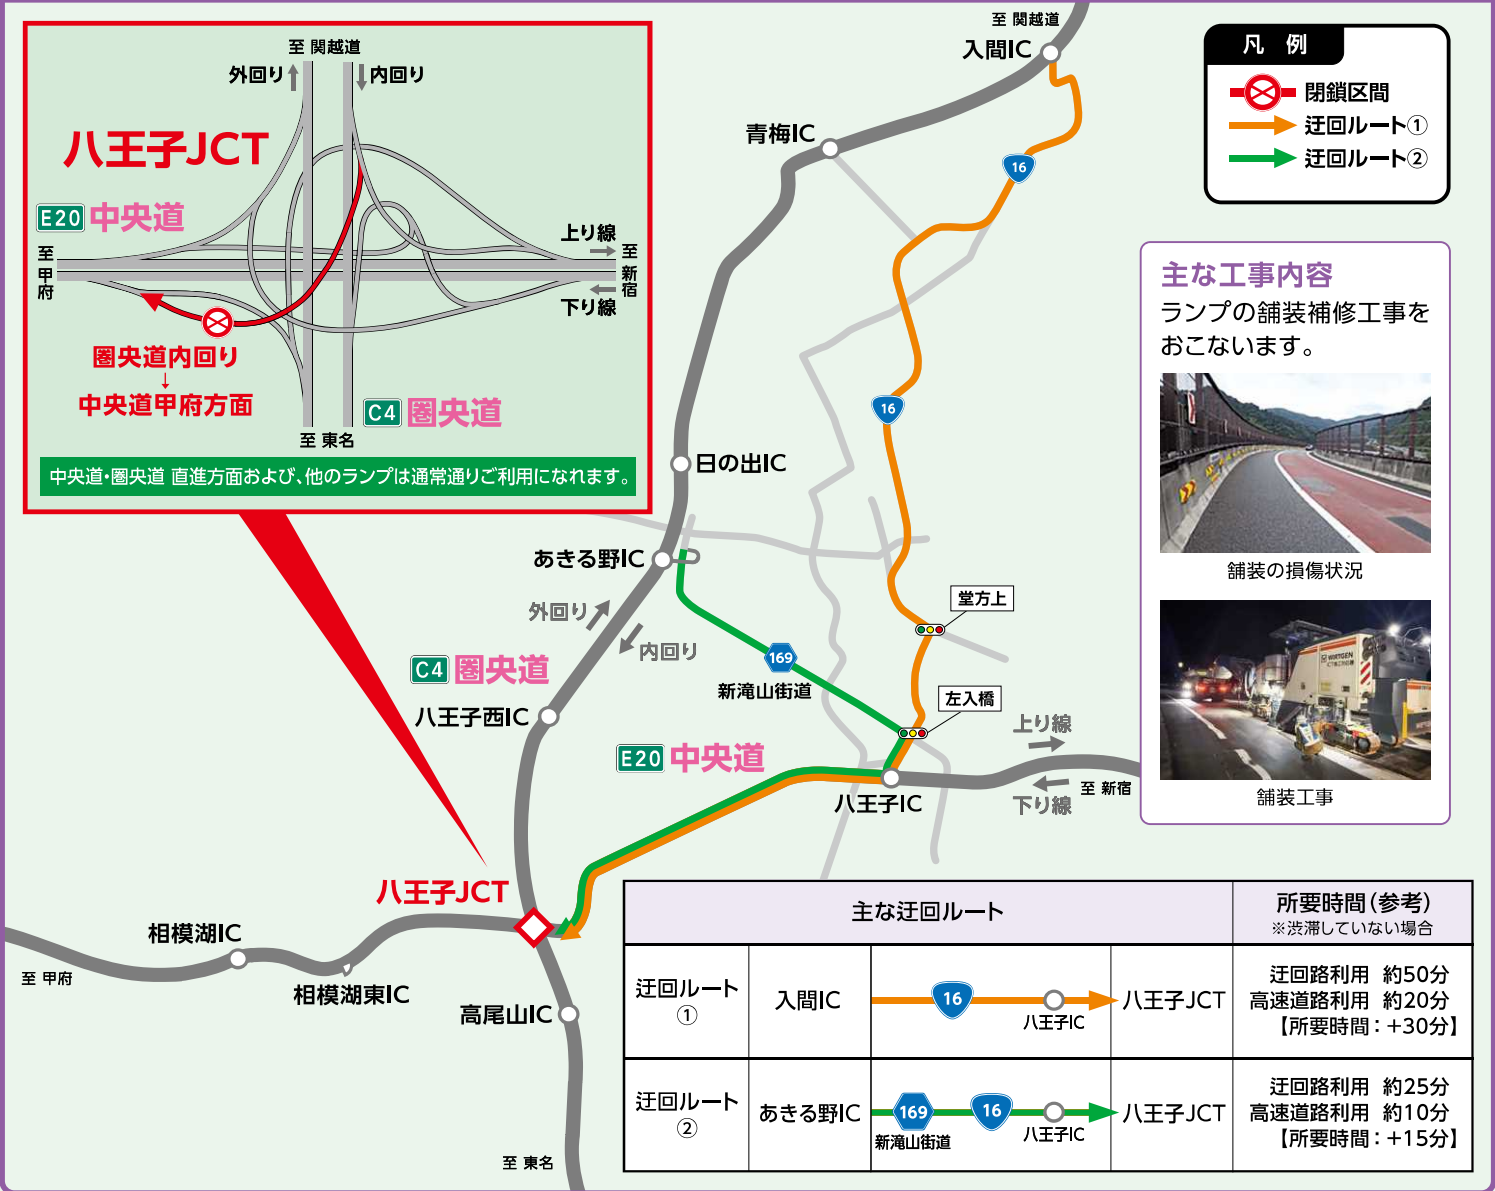 至 関越道
外回り
内回り
八王子JCT
E20 中央道
至 甲府
上り線
至 新宿
下り線
圏央道内回り
↓
中央道甲府方面
C4 圏央道
至 東名
中央道・圏央道 直進方面および、他のランプは通常通りご利用になれます。
至 関越道
入間IC
青梅IC
16
16
日の出IC
あきる野IC
外回り
内回り
C4 圏央道
169
新滝山街道
堂方上
左入橋
八王子西IC
E20 中央道
上り線
至 新宿
下り線
八王子IC
八王子JCT
相模湖IC
至 甲府
相模湖東IC
高尾山IC
至 東名
凡 例
閉鎖区間
迂回ルート①
迂回ルート②
主な工事内容
ランプの舗装補修工事を
おこないます。
舗装の損傷状況
WIRTGEN
舗装工事
主な迂回ルート
所要時間(参考)
※渋滞していない場合
迂回ルート
①
入間IC
16
八王子IC
八王子JCT
迂回路利用 約50分
高速道路利用 約20分
【所要時間:+30分】
迂回ルート
②
あきる野IC
169
新滝山街道
16
八王子IC
八王子JCT
迂回路利用 約25分
高速道路利用 約10分
【所要時間:+15分】